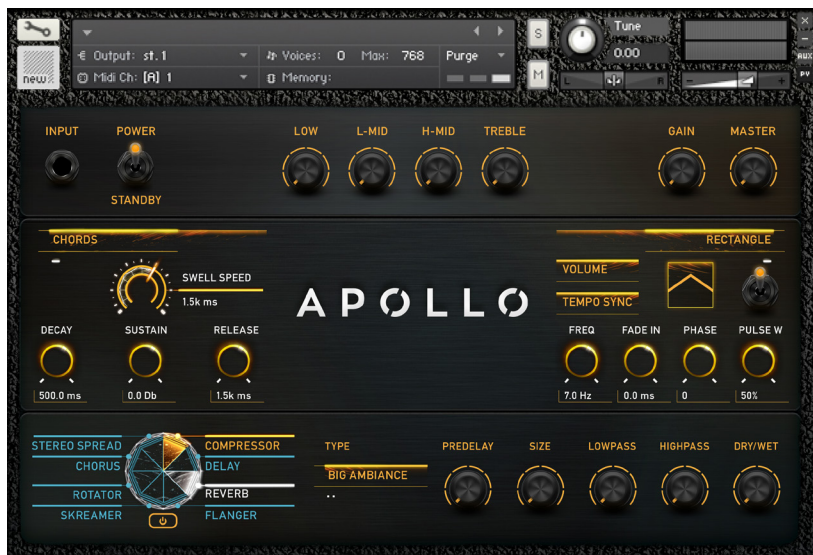 Output: st.1 Voices: 0 Max: 768 Purge
Midi Ch: [A] 1 Memory:
new
S
M
Tune
0.00
L R
- +
×
-
AUX
PV
INPUT POWER LOW L-MID H-MID TREBLE GAIN MASTER
STANDBY
CHORDS RECTANGLE
SWELL SPEED
1.5k ms
VOLUME
TEMPO SYNC
APOLLO
DECAY SUSTAIN RELEASE FREQ FADE IN PHASE PULSE W
500.0 ms 0.0 Db 1.5k ms 7.0 Hz 0.0 ms 0 50%
STEREO SPREAD COMPRESSOR TYPE PREDELAY SIZE LOWPASS HIGHPASS DRY/WET
CHORUS DELAY BIG AMBIANCE
ROTATOR REVERB ..
SKREAMER FLANGER